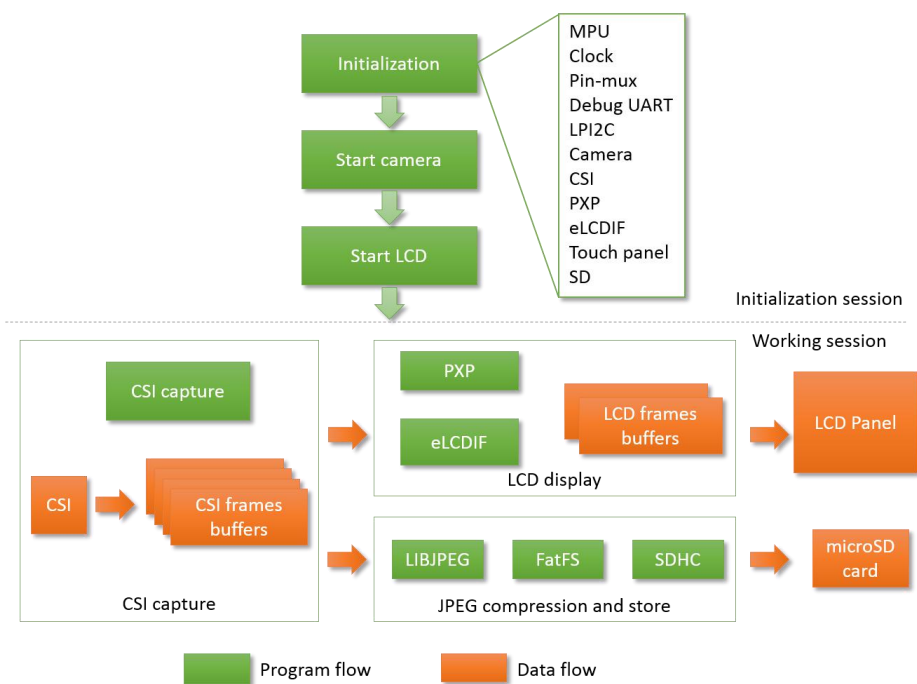 Initialization
MPU
Clock
Pin-mux
Debug UART
LPI2C
Camera
CSI
PXP
eLCDIF
Touch panel
SD
Start camera
Start LCD
Initialization session
Working session
CSI capture
CSI
CSI frames
buffers
CSI capture
PXP
eLCDIF
LCD frames
buffers
LCD display
LCD Panel
LIBJPEG
FatFS
SDHC
JPEG compression and store
microSD
card
Program flow
Data flow